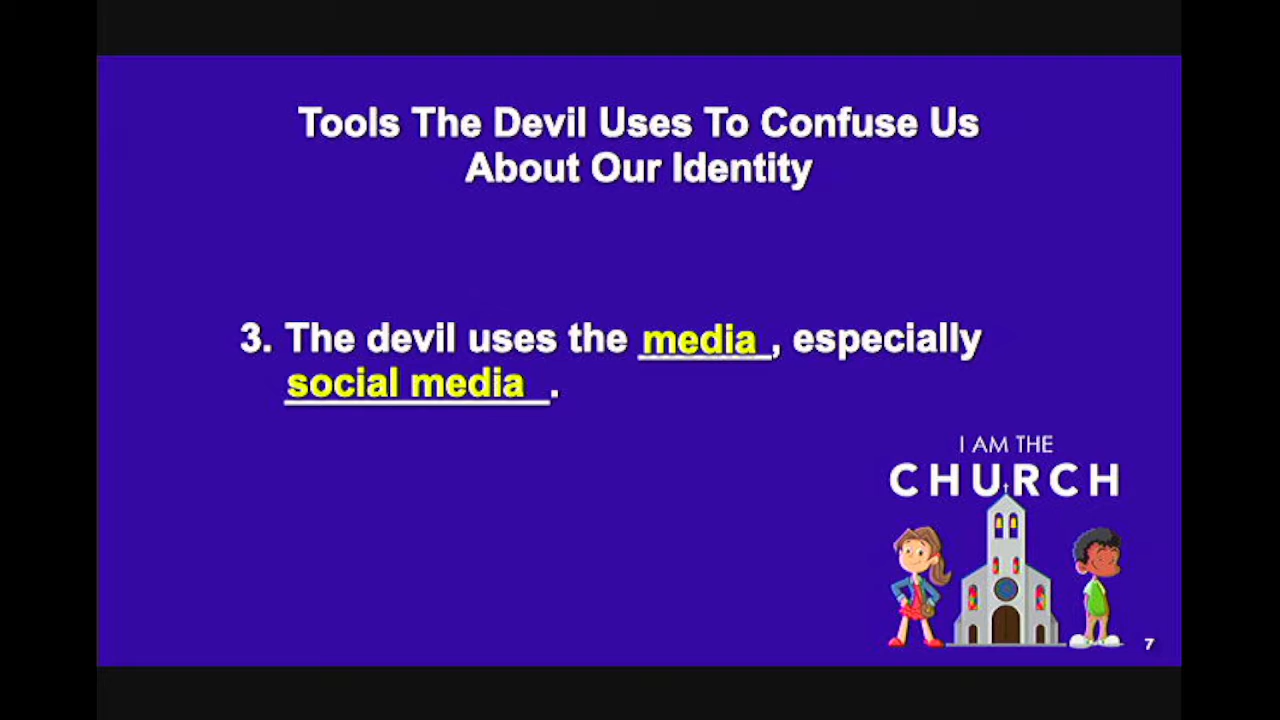 Tools The Devil Uses To Confuse Us
About Our Identity
3. The devil uses the media, especially
social media.
I AM THE
CHURCH
7